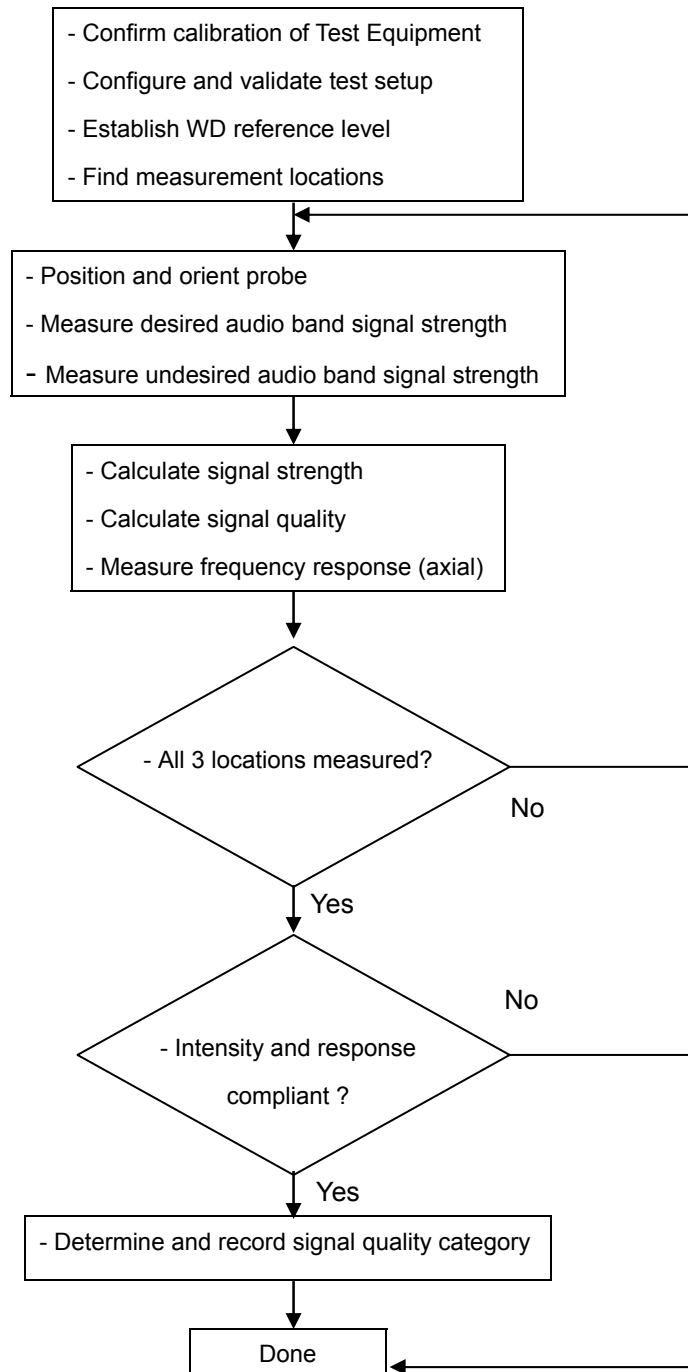 - Confirm calibration of Test Equipment
- Configure and validate test setup
- Establish WD reference level
- Find measurement locations
- Position and orient probe
- Measure desired audio band signal strength
- Measure undesired audio band signal strength
- Calculate signal strength
- Calculate signal quality
- Measure frequency response (axial)
- All 3 locations measured?
No
Yes
No
- Intensity and response
compliant ?
Yes
- Determine and record signal quality category
Done